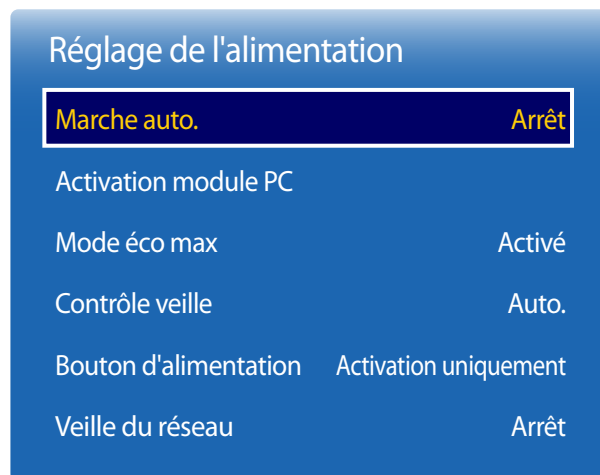 Réglage de l'alimentation
Marche auto. Arrêt
Activation module PC
Mode éco max Activé
Contrôle veille Auto.
Bouton d'alimentation Activation uniquement
Veille du réseau Arrêt